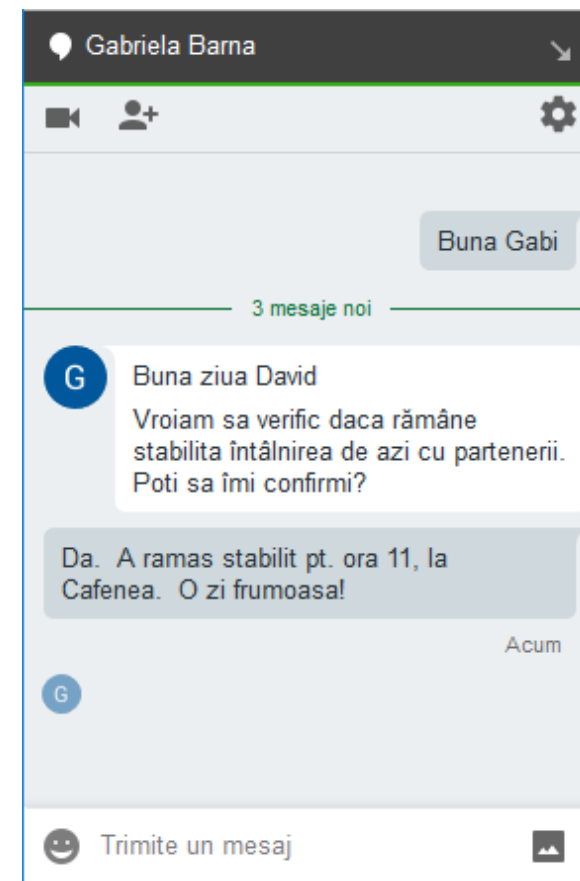 Gabriela Barna
Buna Gabi
3 mesaje noi
G
Buna ziua David
Vroiam sa verific daca rămâne
stabilita întâlnirea de azi cu partenerii.
Poti sa îmi confirmi?
Da.  A ramas stabilit pt. ora 11, la
Cafenea.  O zi frumoasa!
Acum
G
Trimite un mesaj